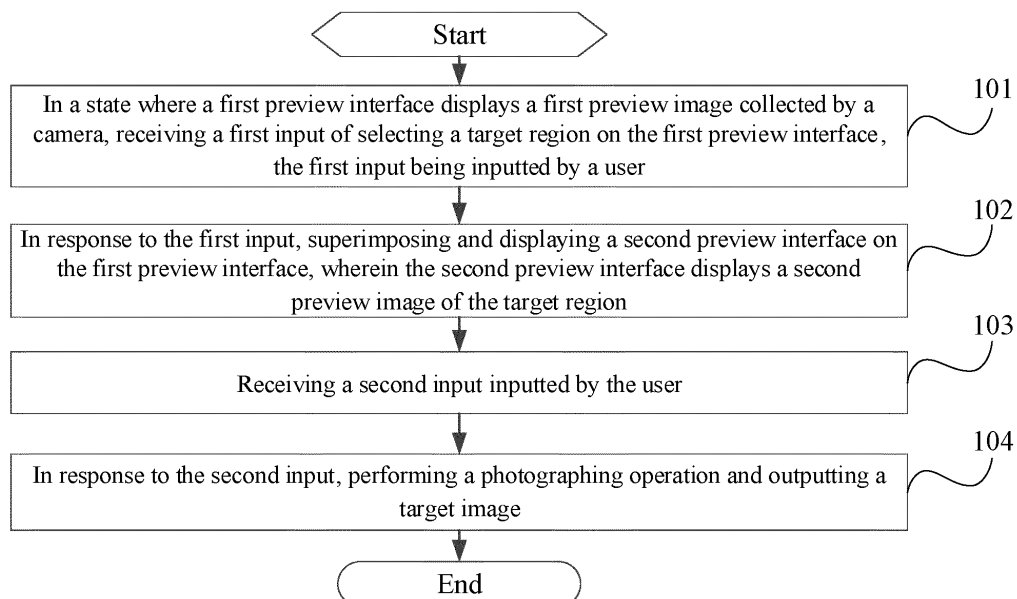 Start
101
In a state where a first preview interface displays a first preview image collected by a
camera, receiving a first input of selecting a target region on the first preview interface,
the first input being inputted by a user
102
In response to the first input, superimposing and displaying a second preview interface on
the first preview interface, wherein the second preview interface displays a second
preview image of the target region
103
Receiving a second input inputted by the user
104
In response to the second input, performing a photographing operation and outputting a
target image
End